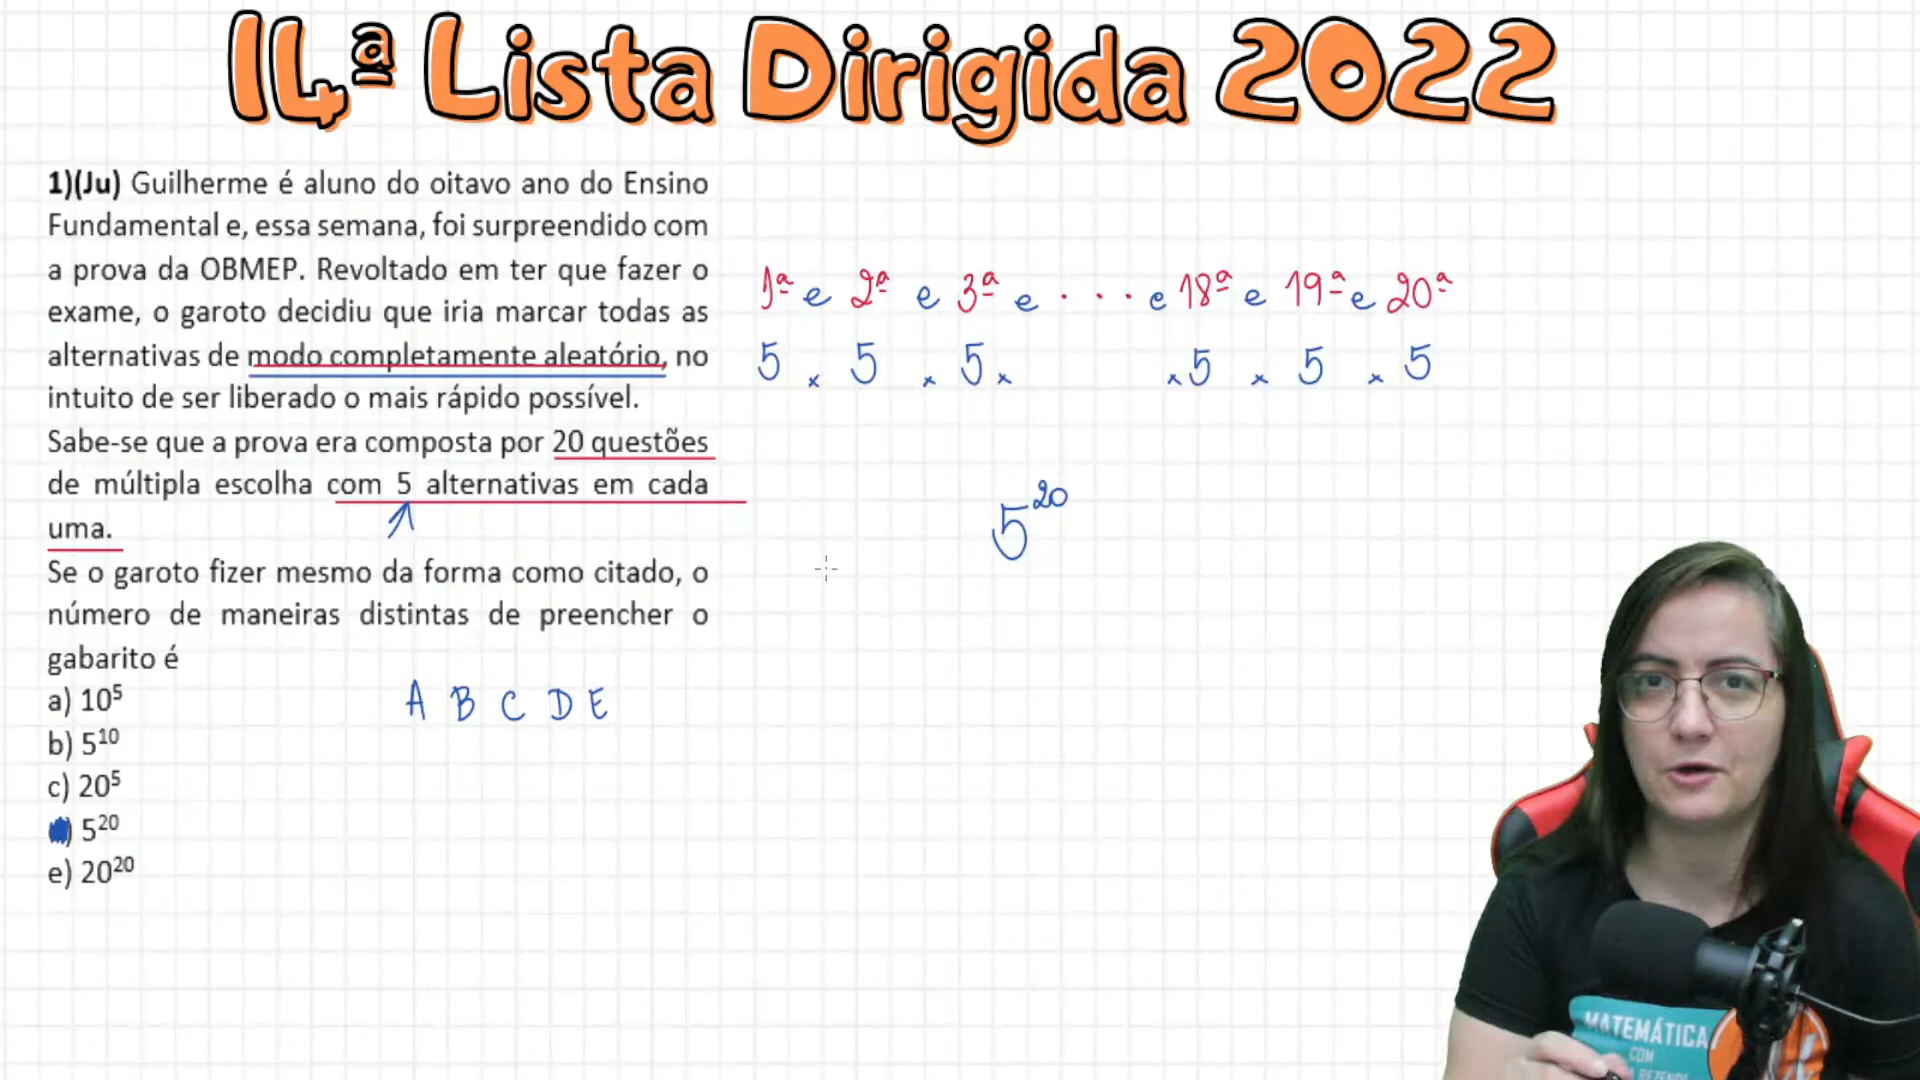 14ª Lista Dirigida 2022
1)(Ju) Guilherme é aluno do oitavo ano do Ensino
Fundamental e, essa semana, foi surpreendido com
a prova da OBMEP. Revoltado em ter que fazer o
exame, o garoto decidiu que iria marcar todas as
alternativas de modo completamente aleatório, no
intuito de ser liberado o mais rápido possível.
Sabe-se que a prova era composta por 20 questões
de múltipla escolha com 5 alternativas em cada
uma.
Se o garoto fizer mesmo da forma como citado, o
número de maneiras distintas de preencher o
gabarito é
a) 10⁵
b) 5¹⁰
c) 20⁵
) 5²⁰
e) 20²⁰
A B C D E
1ª e 2ª e 3ª e . . . e 18ª e 19ª e 20ª
5 x 5 x 5 x x 5 x 5 x 5
5²⁰
MATEMÁTICA
COM
REZENDE